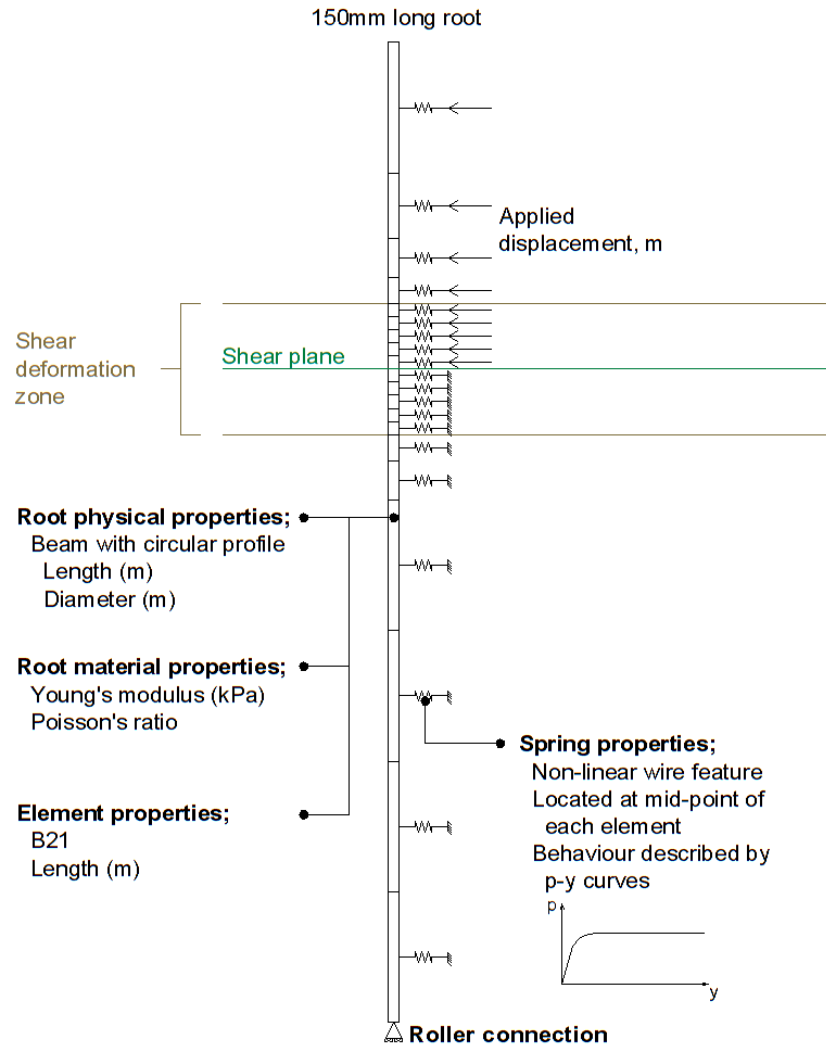 150mm long root
Applied
displacement, m
Shear
deformation
zone
Shear plane
Root physical properties;
Beam with circular profile
Length (m)
Diameter (m)
Root material properties;
Young's modulus (kPa)
Poisson's ratio
Element properties;
B21
Length (m)
Spring properties;
Non-linear wire feature
Located at mid-point of
each element
Behaviour described by
p-y curves
p
y
Roller connection